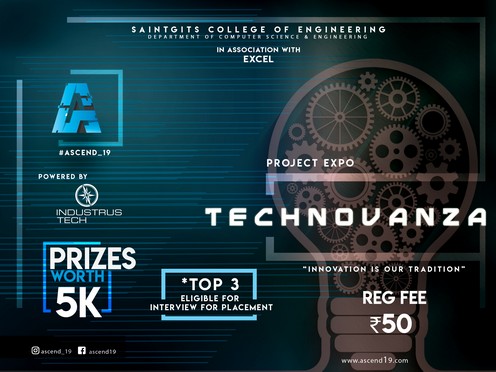 SAINTGITS COLLEGE OF ENGINEERING
DEPARTMENT OF COMPUTER SCIENCE & ENGINEERING
IN ASSOCIATION WITH
EXCEL
#ASCEND_19
POWERED BY
INDUSTRUS
TECH
PROJECT EXPO
TECHNOVANZA
"INNOVATION IS OUR TRADITION"
PRIZES
WORTH
5K
*TOP 3
ELIGIBLE FOR
INTERVIEW FOR PLACEMENT
REG FEE
₹50
ascend_19 ascend19
www.ascend19.com